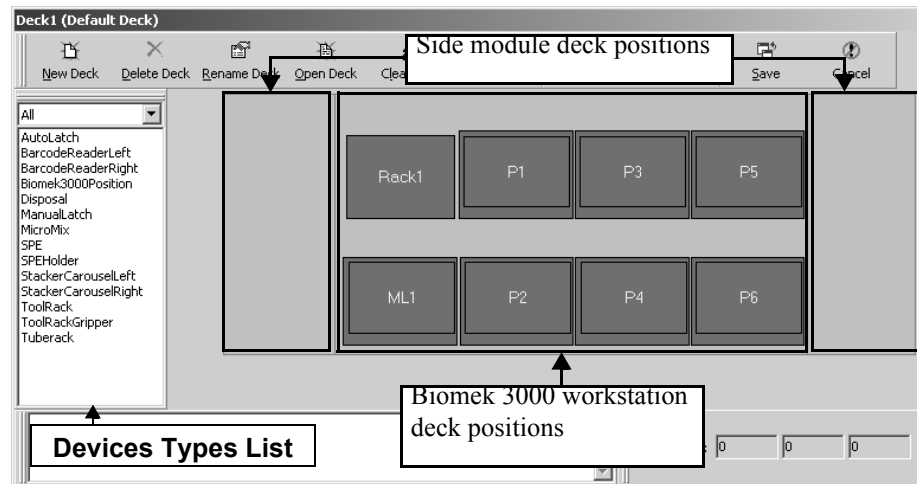 Deck1 (Default Deck)
New Deck Delete Deck Rename Deck Open Deck Save Cancel
Side module deck positions
All
AutoLatch
BarcodeReaderLeft
BarcodeReaderRight
Biomek3000Position
Disposal
ManualLatch
MicroMix
SPE
SPEHolder
StackerCarouselLeft
StackerCarouselRight
ToolRack
ToolRackGripper
Tuberack
Rack1 P1 P3 P5
ML1 P2 P4 P6
Biomek 3000 workstation
deck positions
Devices Types List
0 0 0